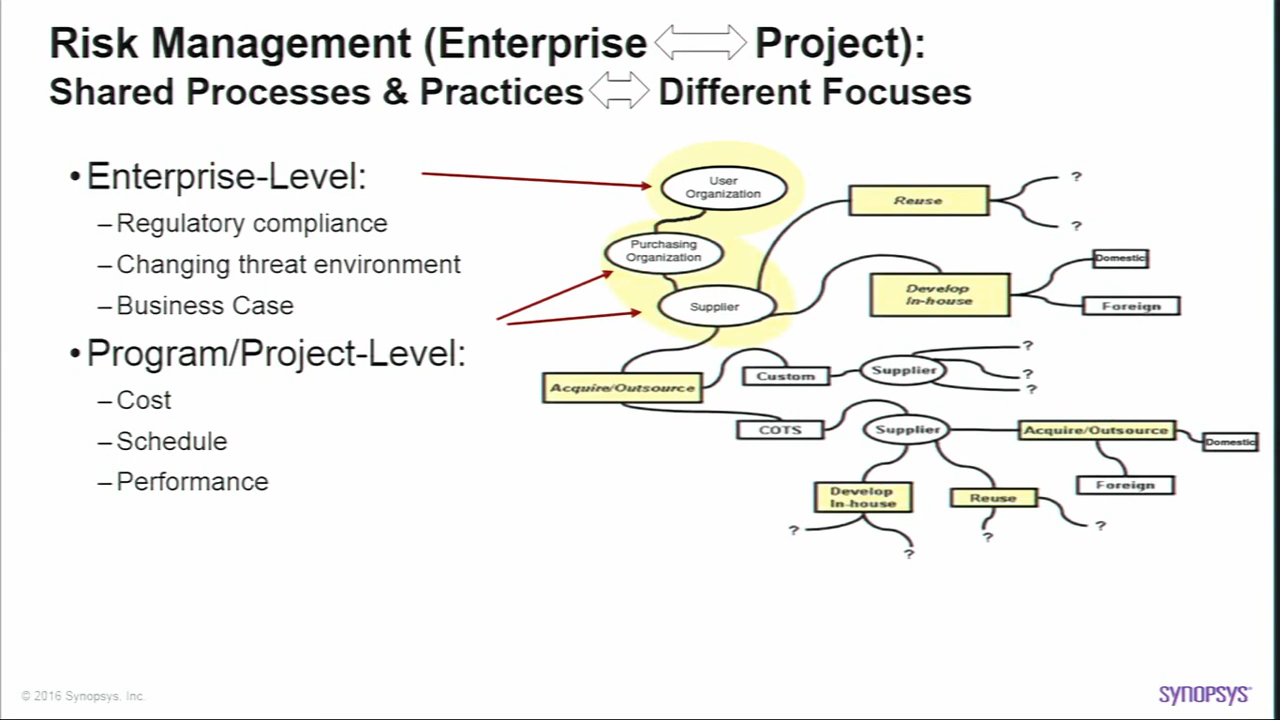 Risk Management (Enterprise Project):
Shared Processes & Practices Different Focuses
•Enterprise-Level:
–Regulatory compliance
–Changing threat environment
–Business Case
•Program/Project-Level:
–Cost
–Schedule
–Performance
User
Organization
Purchasing
Organization
Supplier
Reuse
?
?
Develop
In-house
Domestic
Foreign
Acquire/Outsource
Custom
Supplier
?
?
?
COTS
Supplier
Acquire/Outsource
Domestic
Foreign
Develop
In-house
?
?
Reuse
?
?
© 2016 Synopsys, Inc.
SYNOPSYS